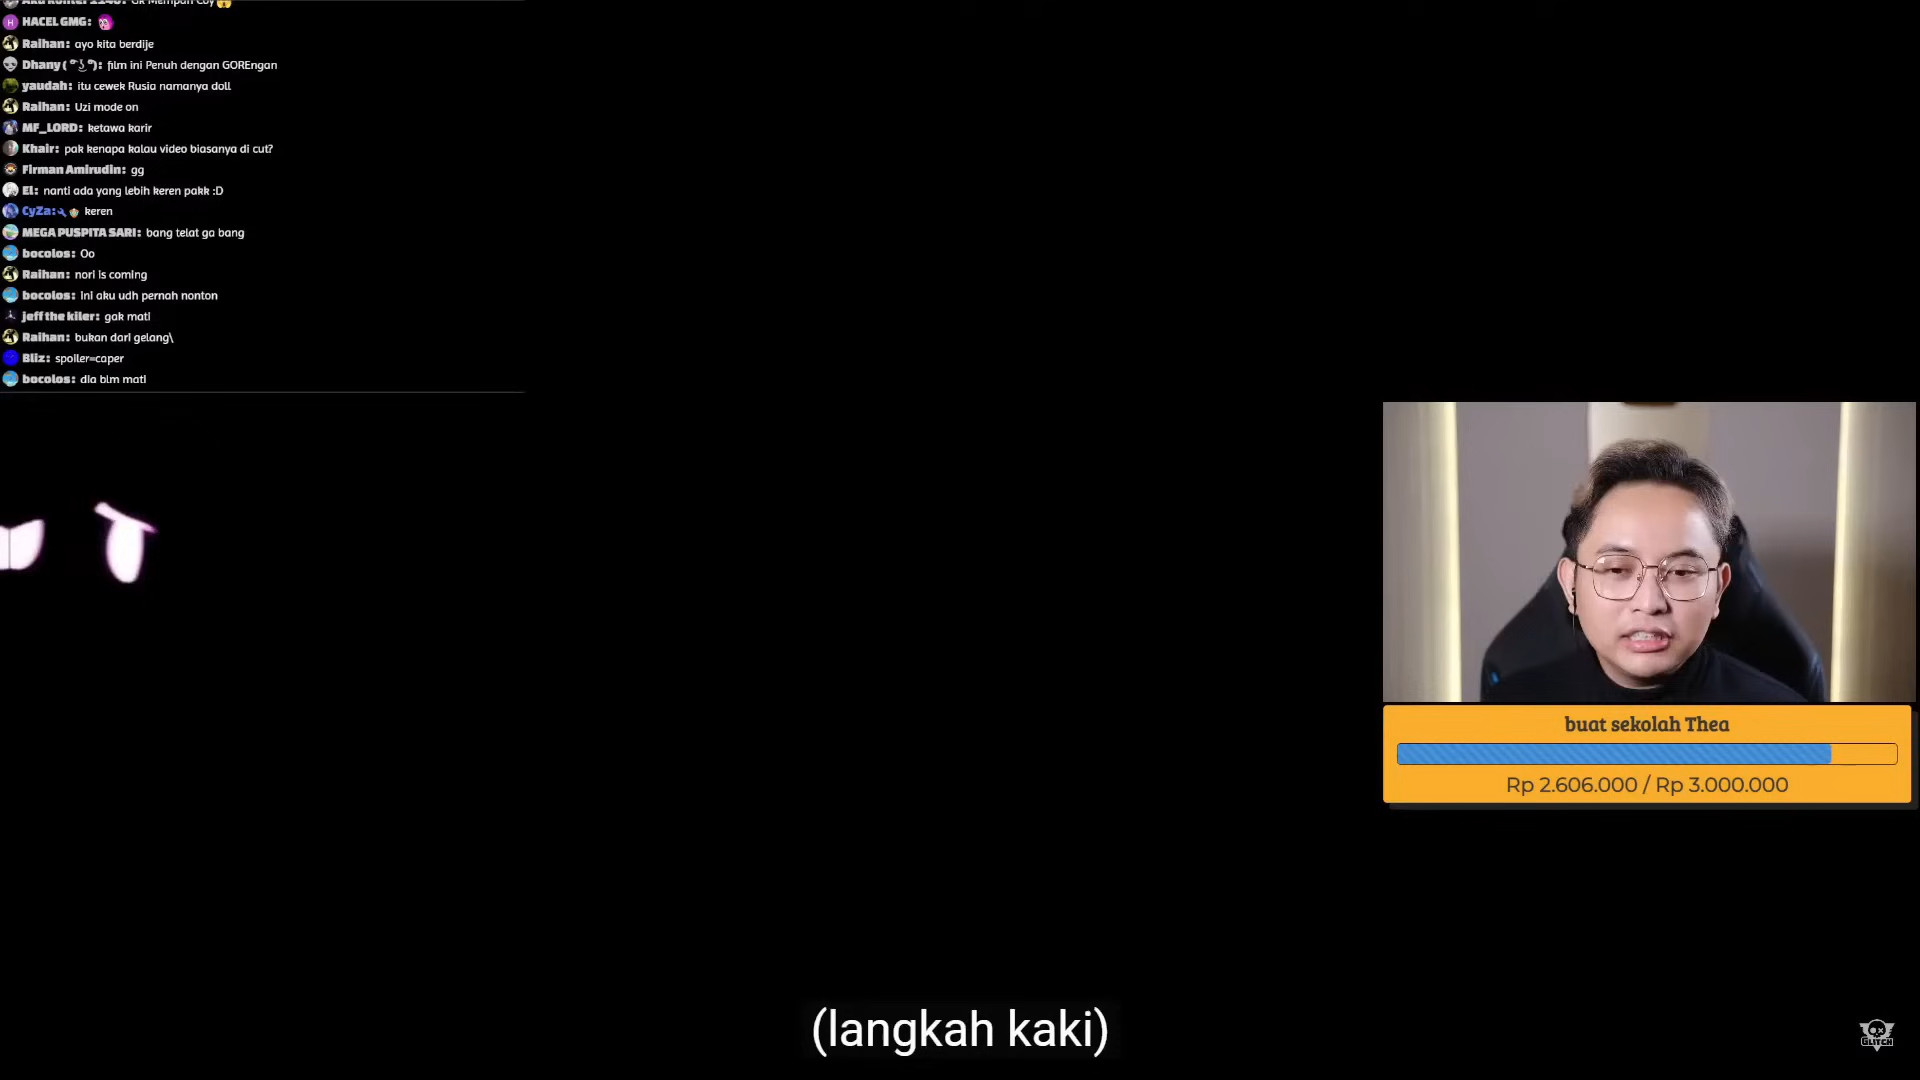 HACEL GMG:
Raihan: ayo kita berdije
Dhany ( ͡° ͜ʖ ͡°): film ini Penuh dengan GOREngan
yaudah: itu cewek Rusia namanya doll
Raihan: Uzi mode on
MF_LORD: ketawa karir
Khair: pak kenapa kalau video biasanya di cut?
Firman Amirudin: gg
El: nanti ada yang lebih keren pakk :D
CyZa: keren
MEGA PUSPITA SARI: bang telat ga bang
bocolos: Oo
Raihan: nori is coming
bocolos: ini aku udh pernah nonton
jeff the kiler: gak mati
Raihan: bukan dari gelang\
Bliz: spoiler=caper
bocolos: dia blm mati
buat sekolah Thea
Rp 2.606.000 / Rp 3.000.000
(langkah kaki)
GLITCH